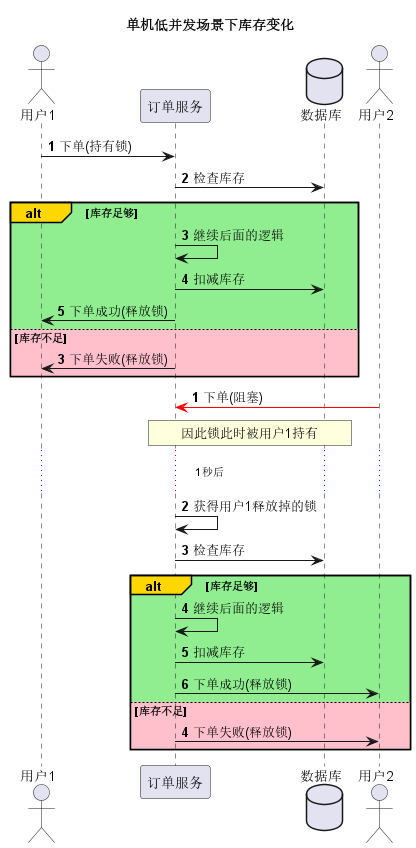 单机低并发场景下库存变化
用户1
订单服务
数据库
用户2
1 下单(持有锁)
2 检查库存
alt [库存足够]
3 继续后面的逻辑
4 扣减库存
5 下单成功(释放锁)
[库存不足]
3 下单失败(释放锁)
1 下单(阻塞)
因此锁此时被用户1持有
1秒后
2 获得用户1释放掉的锁
3 检查库存
alt [库存足够]
4 继续后面的逻辑
5 扣减库存
6 下单成功(释放锁)
[库存不足]
4 下单失败(释放锁)
用户1
订单服务
数据库
用户2